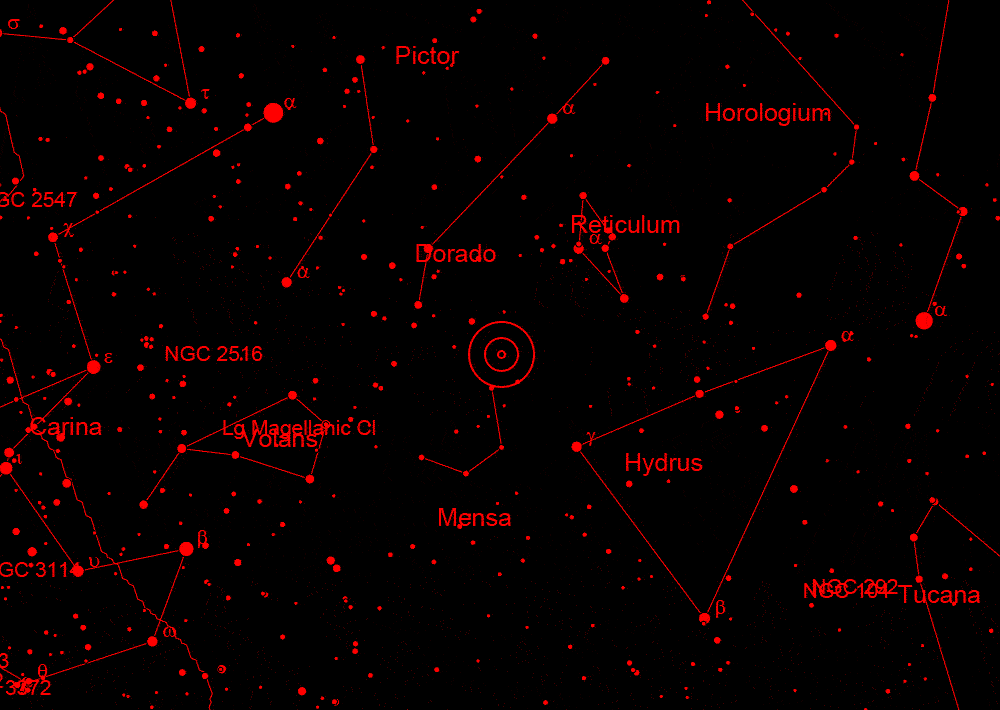 σ
Pictor
τ
α
α
Horologium
GC 2547
χ
Reticulum
α
Dorado
α
α
α
ε
NGC 2516
Carina
Lg Magellanic Cl
Volans
γ
Hydrus
ι
Mensa
β
υ
GC 3114
NGC 292
NGC 104
Tucana
β
ω
3
θ
-3372